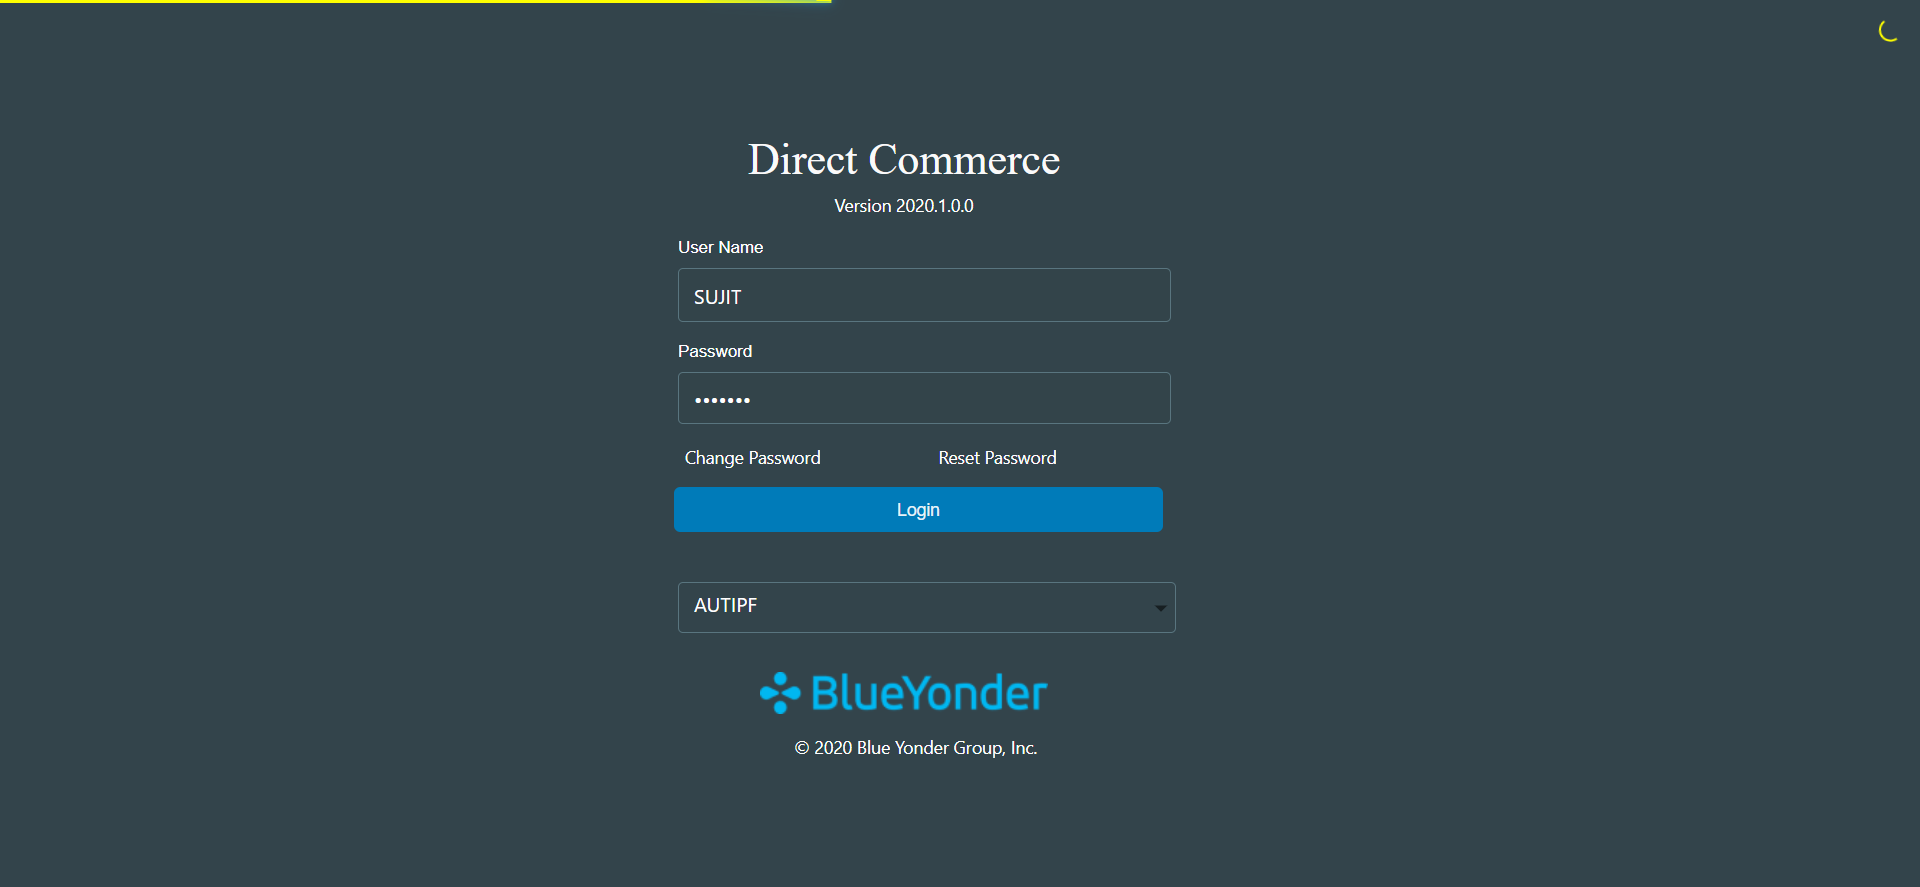 Direct Commerce
Version 2020.1.0.0
User Name
SUJIT
Password
•••••••
Change Password Reset Password
Login
AUTIPF
BlueYonder
© 2020 Blue Yonder Group, Inc.